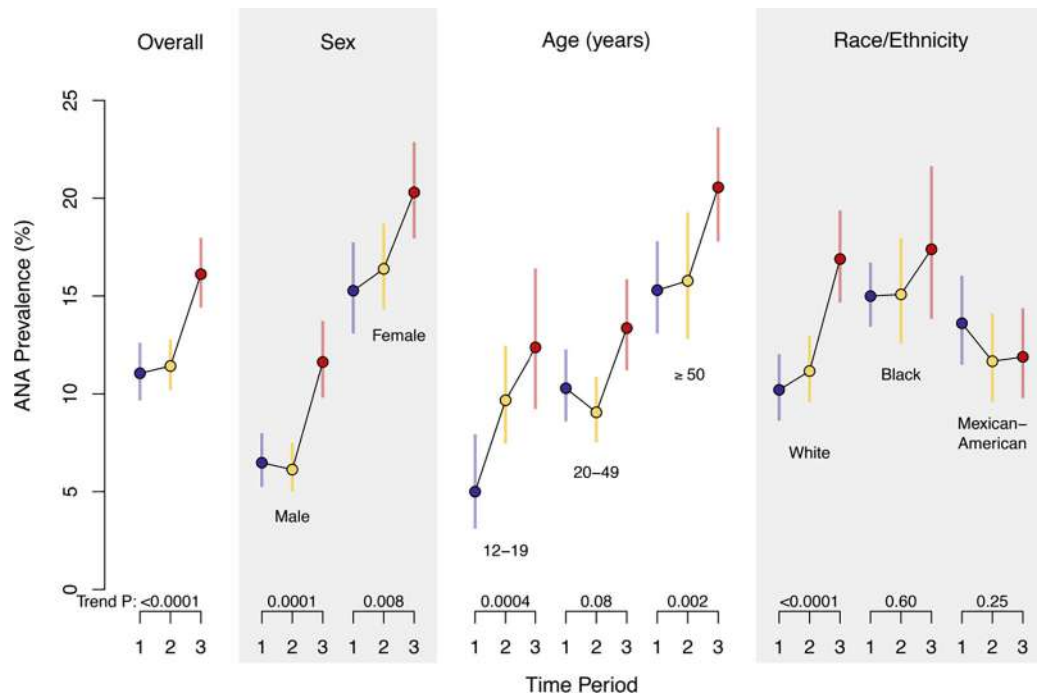 Overall
Sex
Age (years)
Race/Ethnicity
ANA Prevalence (%)
25
20
15
10
5
0
Male
Female
12–19
20–49
≥ 50
White
Black
Mexican–
American
Trend P: <0.0001 0.0001 0.008 0.0004 0.08 0.002 <0.0001 0.60 0.25
1 2 3 1 2 3 1 2 3 1 2 3 1 2 3 1 2 3 1 2 3 1 2 3 1 2 3
Time Period